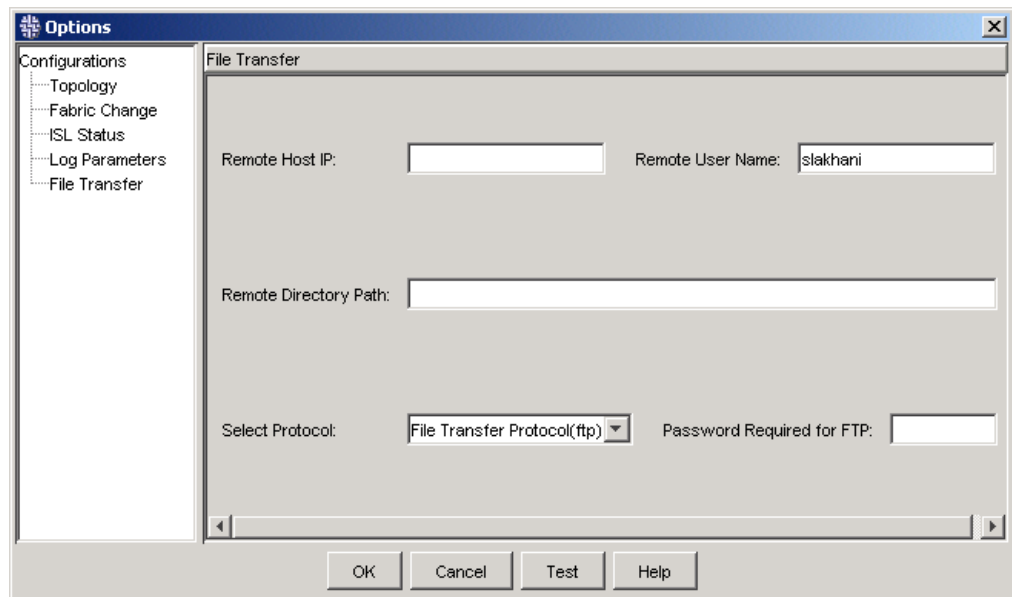 Options
Configurations
Topology
Fabric Change
ISL Status
Log Parameters
File Transfer
File Transfer
Remote Host IP:
Remote User Name: slakhani
Remote Directory Path:
Select Protocol: File Transfer Protocol(ftp)
Password Required for FTP:
OK Cancel Test Help